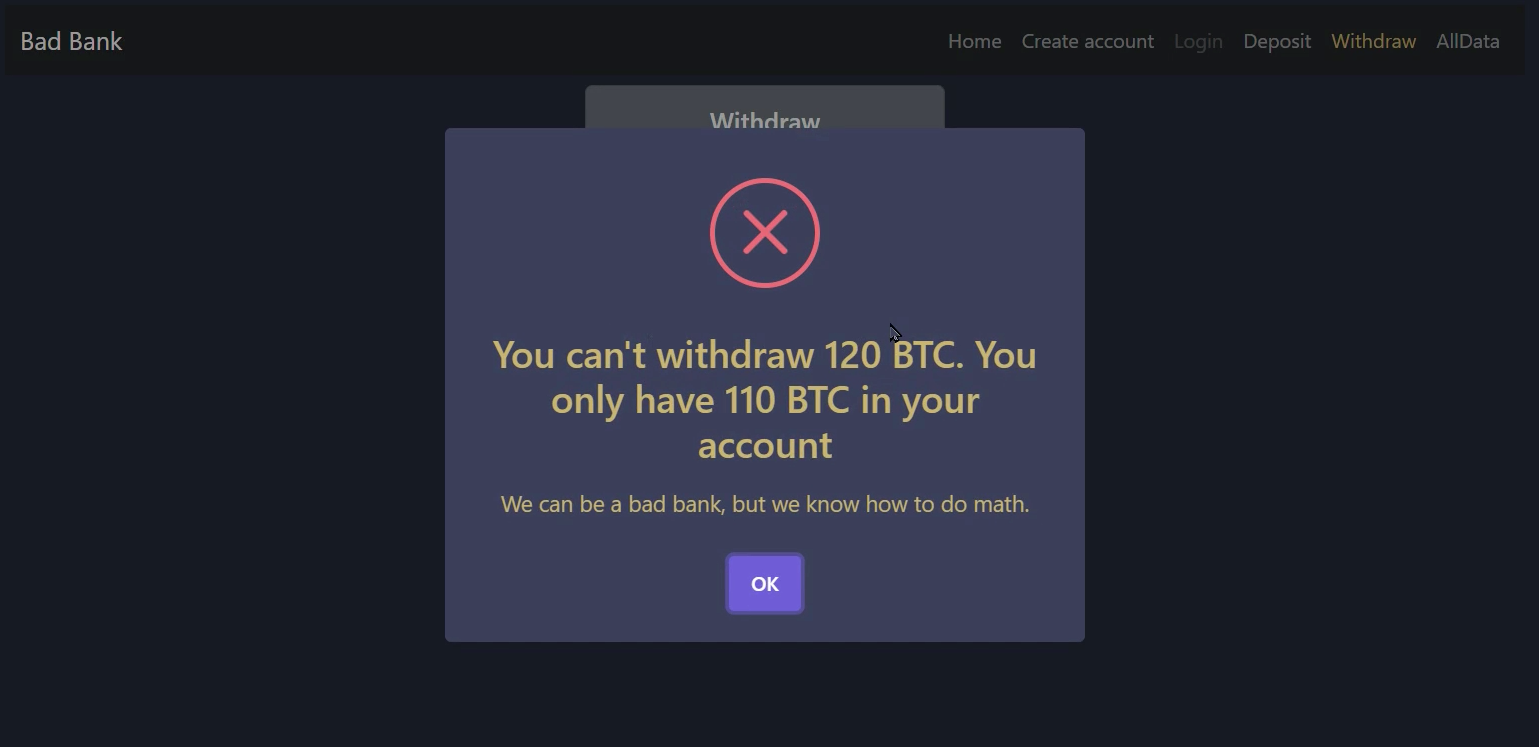 Bad Bank
Home Create account Login Deposit Withdraw AllData
Withdraw
You can't withdraw 120 BTC. You
only have 110 BTC in your
account
We can be a bad bank, but we know how to do math.
OK